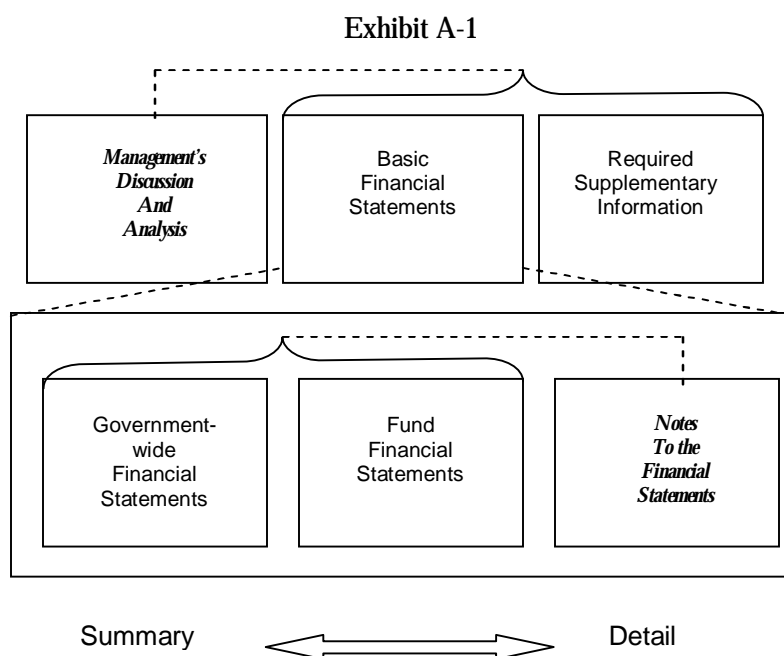 Exhibit A-1
Management's
Discussion
And
Analysis
Basic
Financial
Statements
Required
Supplementary
Information
Government-
wide
Financial
Statements
Fund
Financial
Statements
Notes
To the
Financial
Statements
Summary
Detail